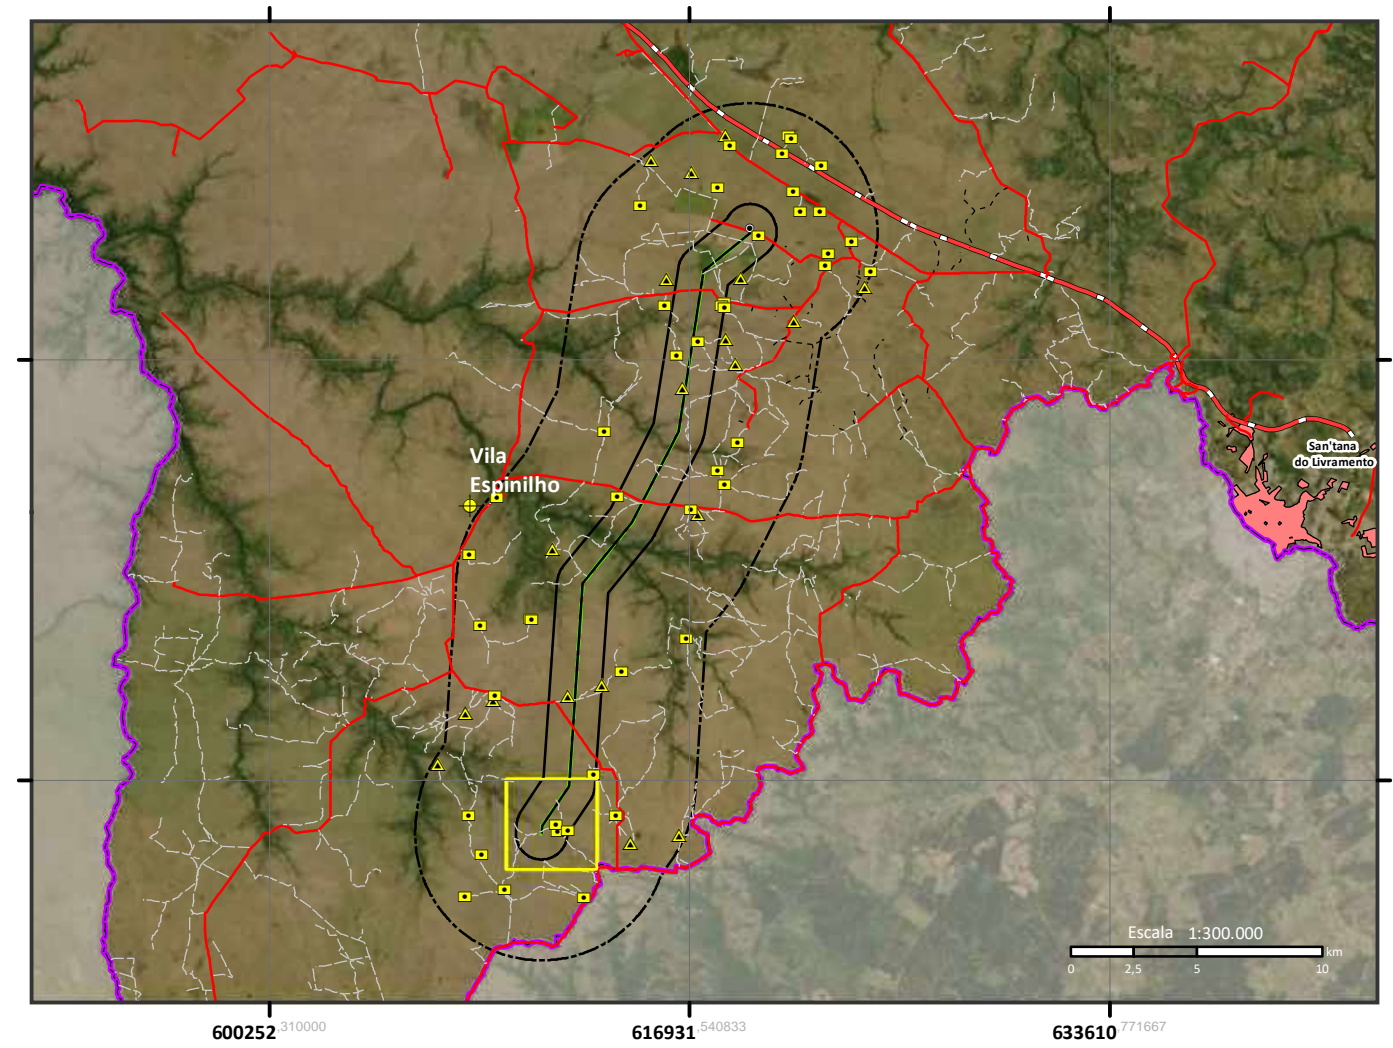 Vila
Espinilho
San'tana
do Livramento
Escala 1:300.000
km
0 2,5 5 10
600252,310000 616931,540833 633610,771667